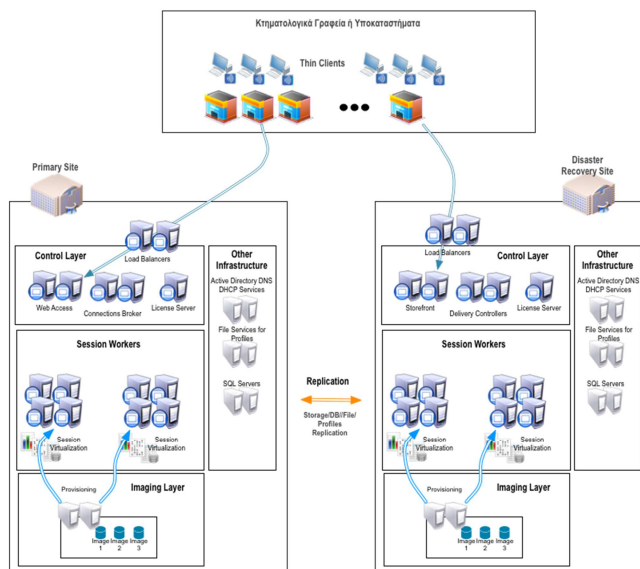 Κτηματολογικά Γραφεία ή Υποκαταστήματα
Thin Clients
Primary Site
Disaster
Recovery Site
Load Balancers
Control Layer
Web Access
Connections Broker
License Server
Other
Infrastructure
Active Directory DNS
DHCP Services
File Services for
Profiles
SQL Servers
Session Workers
Session
Virtualization
Session
Virtualization
Provisioning
Imaging Layer
Image
1
Image
2
Image
3
Replication
Storage/DB//File/
Profiles
Replication
Load Balancers
Control Layer
Storefront
Delivery Controllers
License Server
Other
Infrastructure
Active Directory DNS
DHCP Services
File Services for
Profiles
SQL Servers
Session Workers
Session
Virtualization
Session
Virtualization
Provisioning
Imaging Layer
Image
1
Image
2
Image
3